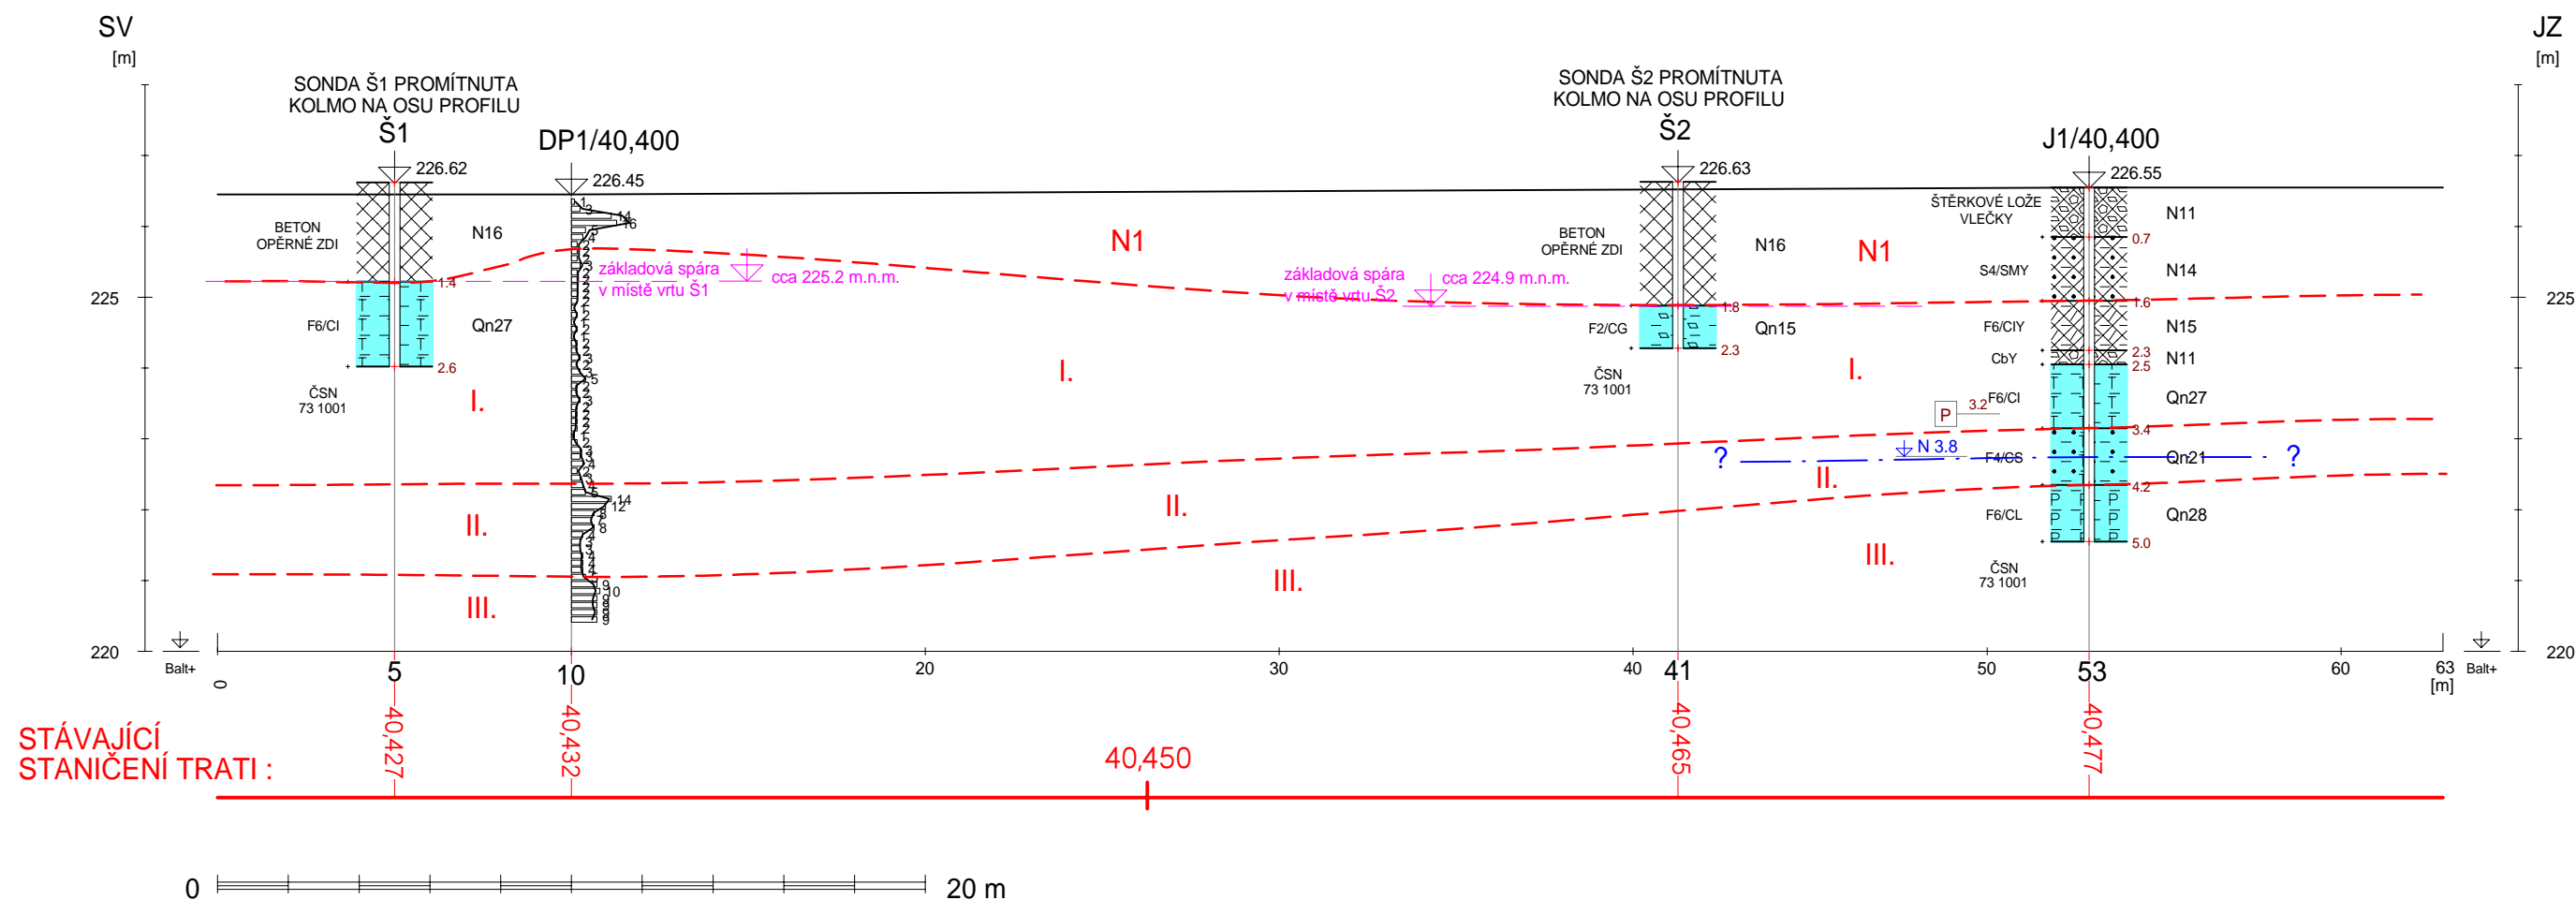 SV
[m]
JZ
[m]
SONDA Š1 PROMÍTNUTA
KOLMO NA OSU PROFILU
Š1
226.62
DP1/40,400
226.45
SONDA Š2 PROMÍTNUTA
KOLMO NA OSU PROFILU
Š2
226.63
J1/40,400
226.55
BETON
OPĚRNÉ ZDI
N16
1.4
F6/CI
Qn27
2.6
ČSN
73 1001
základová spára
v místě vrtu Š1
cca 225.2 m.n.m.
N1
základová spára
v místě vrtu Š2
cca 224.9 m.n.m.
BETON
OPĚRNÉ ZDI
N16
1.8
F2/CG
Qn15
2.3
ČSN
73 1001
N1
ŠTĚRKOVÉ LOŽE
VLEČKY
N11
0.7
S4/SMY
N14
1.6
F6/CIY
N15
2.3
CbY
N11
2.5
F6/CI
Qn27
P
3.2
3.4
?
N 3.8
F4/CS
Qn21
?
4.2
F6/CL
Qn28
5.0
ČSN
73 1001
I.
I.
I.
II.
II.
II.
III.
III.
III.
14
16
5
14
12
8
10
9
225
225
220
220
Balt+
Balt+
0
5
10
20
30
40
41
50
53
60
63
[m]
STÁVAJÍCÍ
STANIČENÍ TRATI :
40,427
40,432
40,450
40,465
40,477
0
20 m